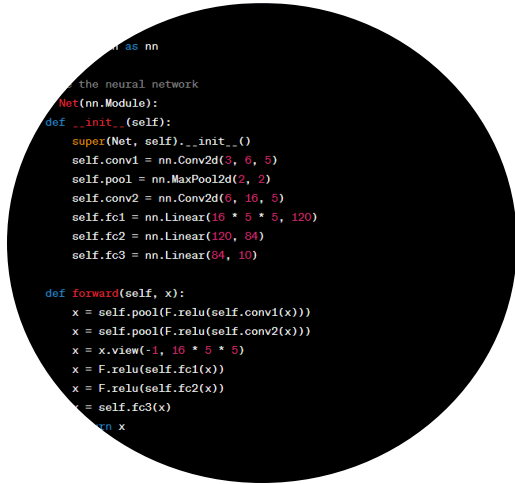 as nn
the neural network
Net(nn.Module):
def __init__(self):
super(Net, self).__init__()
self.conv1 = nn.Conv2d(3, 6, 5)
self.pool = nn.MaxPool2d(2, 2)
self.conv2 = nn.Conv2d(6, 16, 5)
self.fc1 = nn.Linear(16 * 5 * 5, 120)
self.fc2 = nn.Linear(120, 84)
self.fc3 = nn.Linear(84, 10)
def forward(self, x):
x = self.pool(F.relu(self.conv1(x)))
x = self.pool(F.relu(self.conv2(x)))
x = x.view(-1, 16 * 5 * 5)
x = F.relu(self.fc1(x))
x = F.relu(self.fc2(x))
= self.fc3(x)
x